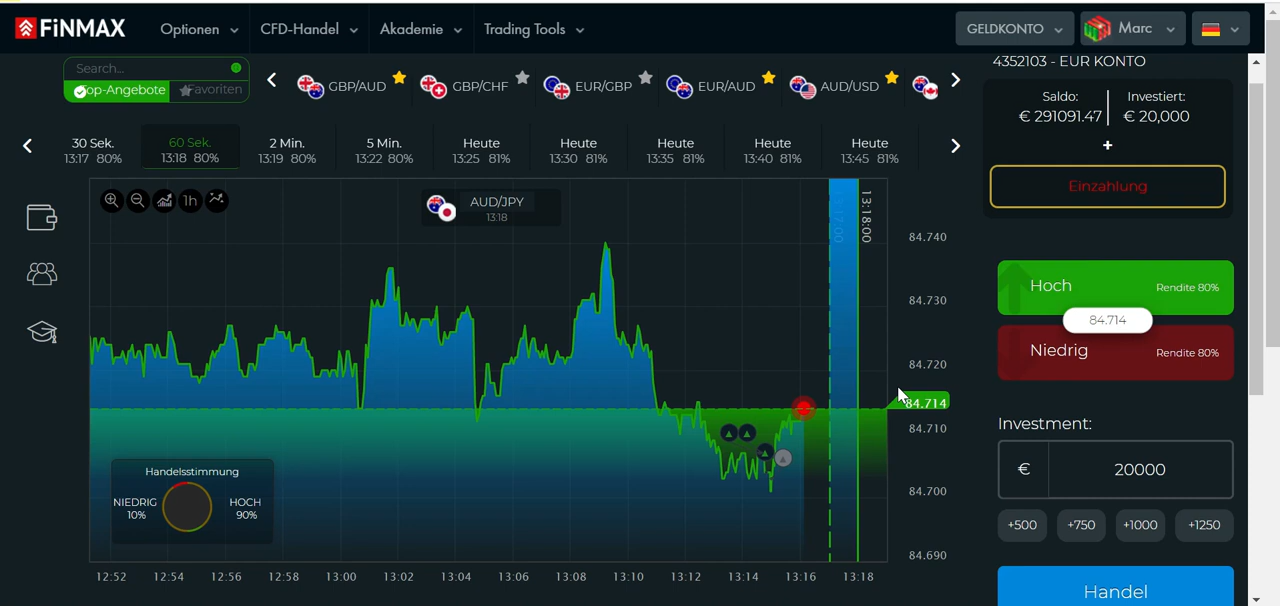 FiNMAX
Optionen
CFD-Handel
Akademie
Trading Tools
GELDKONTO
Marc
Search...
Top-Angebote
Favoriten
GBP/AUD
GBP/CHF
EUR/GBP
EUR/AUD
AUD/USD
4352103 - EUR KONTO
Saldo:
€ 291091.47
Investiert:
€ 20,000
+
Einzahlung
30 Sek.
13:17 80%
60 Sek.
13:18 80%
2 Min.
13:19 80%
5 Min.
13:22 80%
Heute
13:25 81%
Heute
13:30 81%
Heute
13:35 81%
Heute
13:40 81%
Heute
13:45 81%
1h
AUD/JPY
13:18
13:17:00
13:18:00
84.740
84.730
84.720
84.714
84.710
84.700
84.690
Handelsstimmung
NIEDRIG
10%
HOCH
90%
12:52
12:54
12:56
12:58
13:00
13:02
13:04
13:06
13:08
13:10
13:12
13:14
13:16
13:18
Hoch
Rendite 80%
84.714
Niedrig
Rendite 80%
Investment:
€
20000
+500
+750
+1000
+1250
Handel